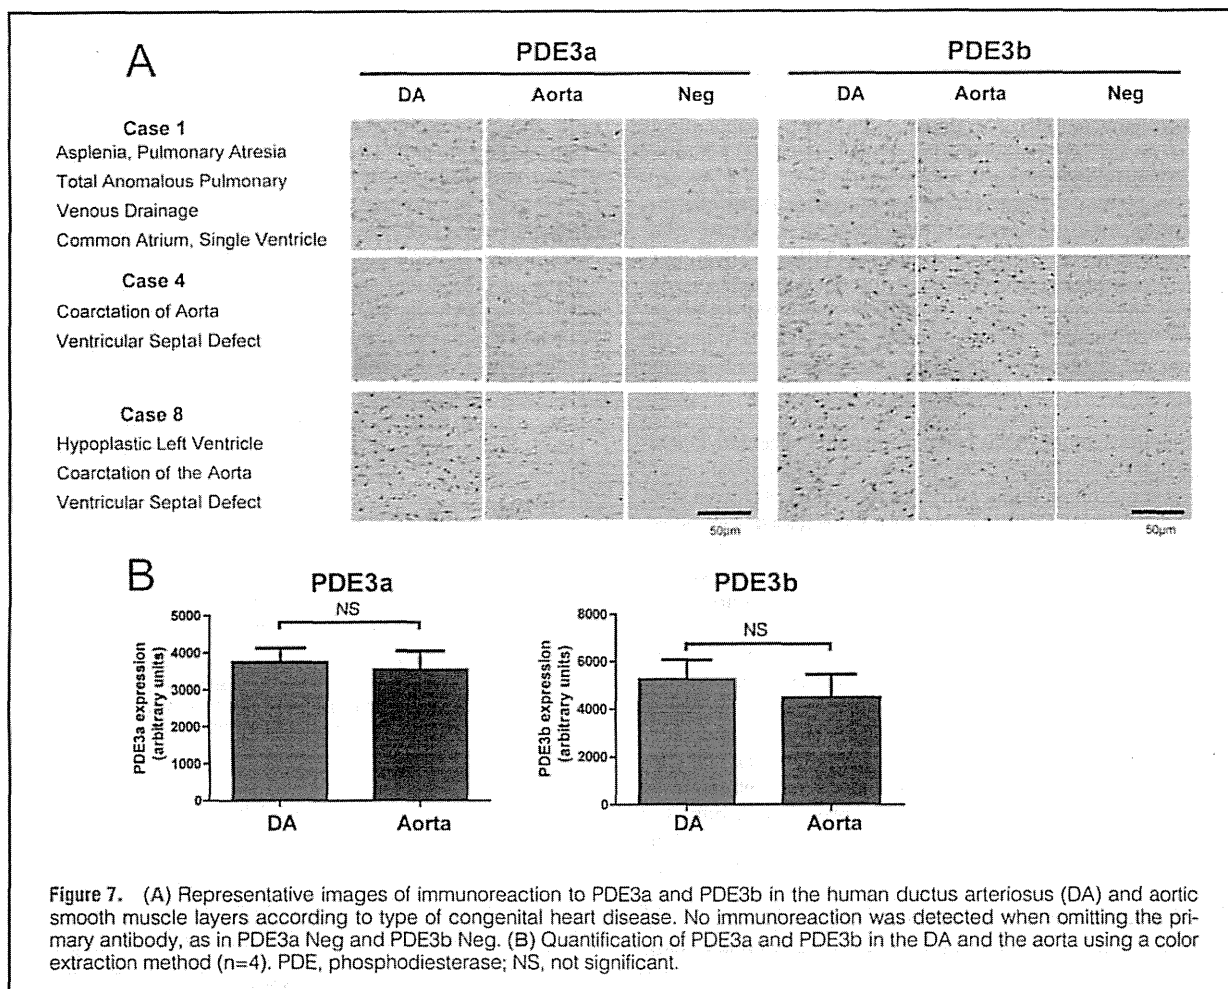 A
PDE3a
PDE3b
DA
Aorta
Neg
DA
Aorta
Neg
Case 1
Asplenia, Pulmonary Atresia
Total Anomalous Pulmonary
Venous Drainage
Common Atrium, Single Ventricle
Case 4
Coarctation of Aorta
Ventricular Septal Defect
Case 8
Hypoplastic Left Ventricle
Coarctation of the Aorta
Ventricular Septal Defect
50µm
50µm
B
PDE3a
PDE3a expression
(arbitrary units)
5000
4000
3000
2000
1000
0
NS
DA
Aorta
PDE3b
PDE3b expression
(arbitrary units)
8000
6000
4000
2000
0
NS
DA
Aorta
Figure 7. (A) Representative images of immunoreaction to PDE3a and PDE3b in the human ductus arteriosus (DA) and aortic
smooth muscle layers according to type of congenital heart disease. No immunoreaction was detected when omitting the pri-
mary antibody, as in PDE3a Neg and PDE3b Neg. (B) Quantification of PDE3a and PDE3b in the DA and the aorta using a color
extraction method (n=4). PDE, phosphodiesterase; NS, not significant.